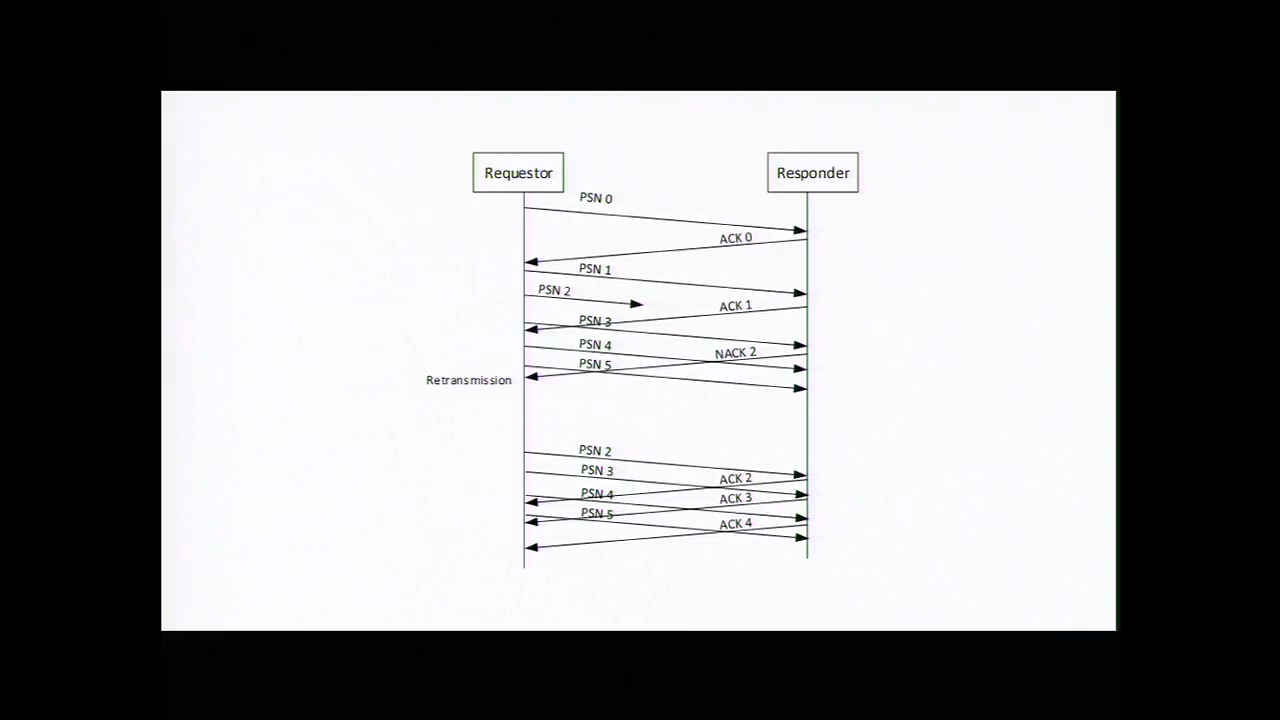 Requestor
Responder
PSN 0
ACK 0
PSN 1
PSN 2
ACK 1
PSN 3
PSN 4
NACK 2
PSN 5
Retransmission
PSN 2
PSN 3
ACK 2
PSN 4
ACK 3
PSN 5
ACK 4